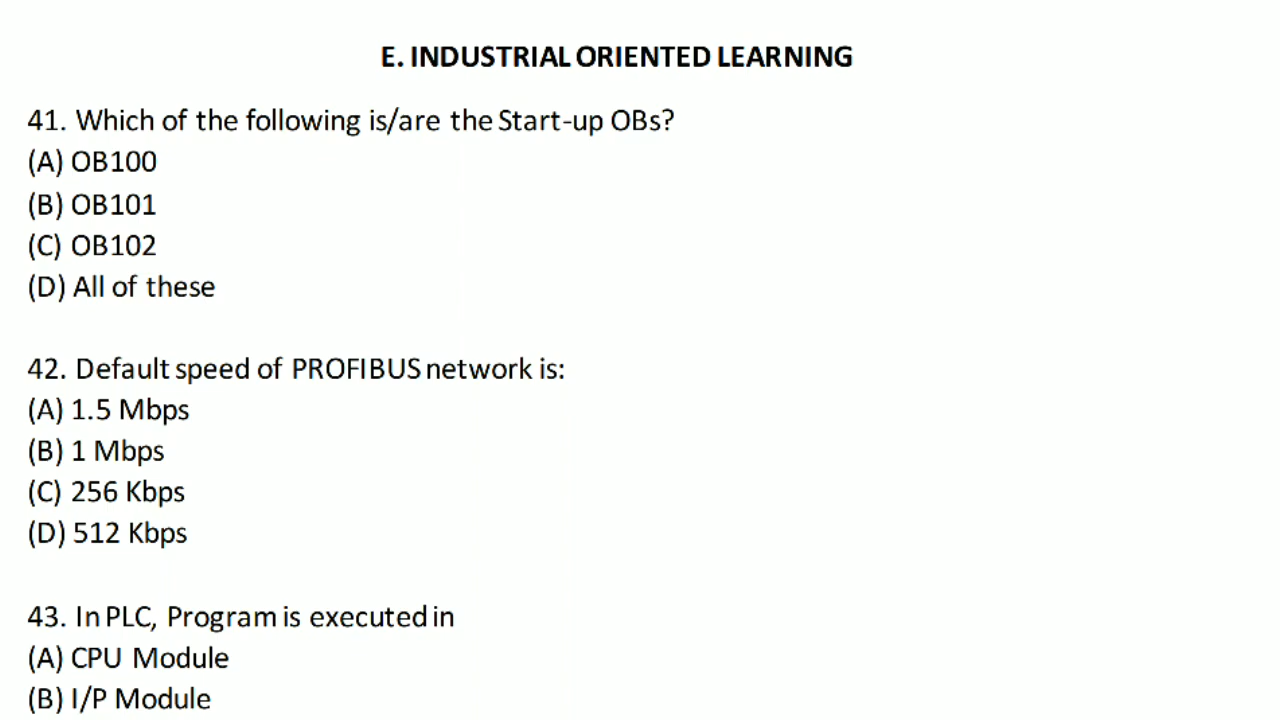 E. INDUSTRIAL ORIENTED LEARNING
41. Which of the following is/are the Start-up OBs?
(A) OB100
(B) OB101
(C) OB102
(D) All of these
42. Default speed of PROFIBUS network is:
(A) 1.5 Mbps
(B) 1 Mbps
(C) 256 Kbps
(D) 512 Kbps
43. In PLC, Program is executed in
(A) CPU Module
(B) I/P Module